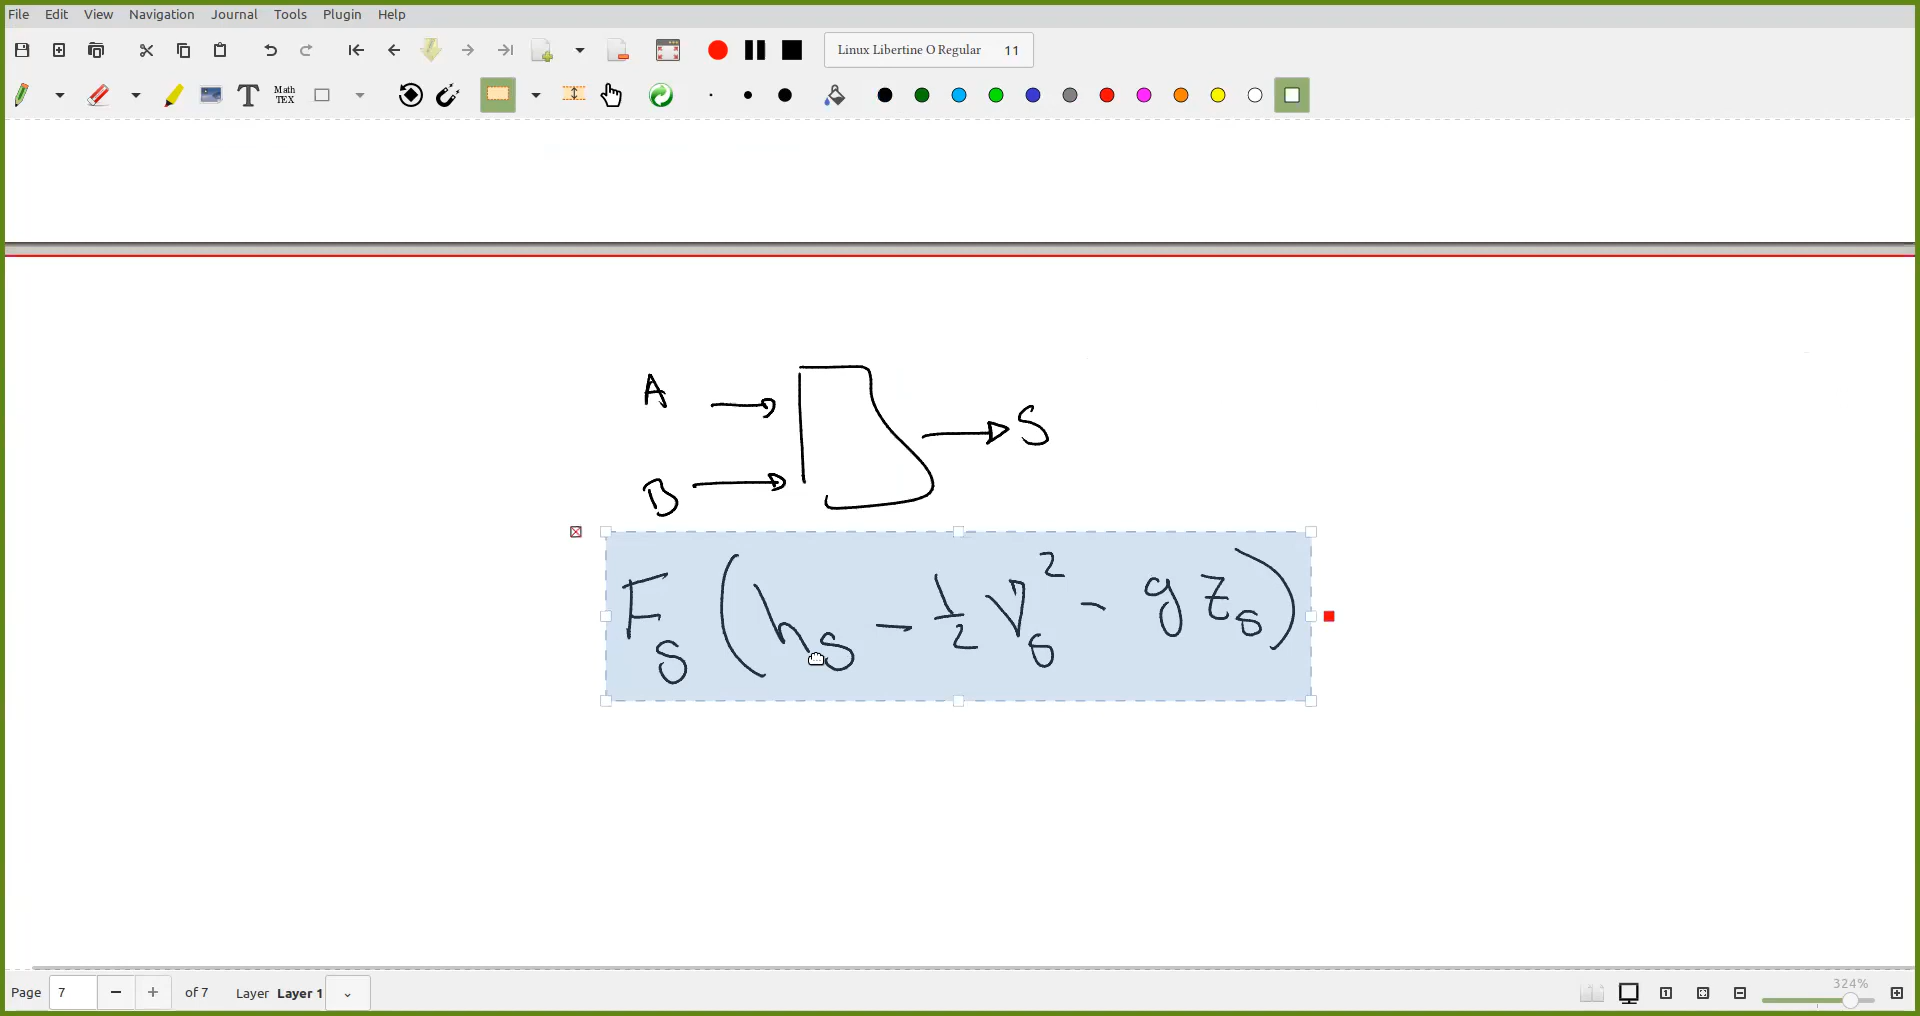 File Edit View Navigation Journal Tools Plugin Help
Linux Libertine O Regular 11
Math
TEX
A
S
B
F_s (h_s - 1/2 v_s^2 - g z_s)
Page 7 of 7 Layer Layer 1
324%